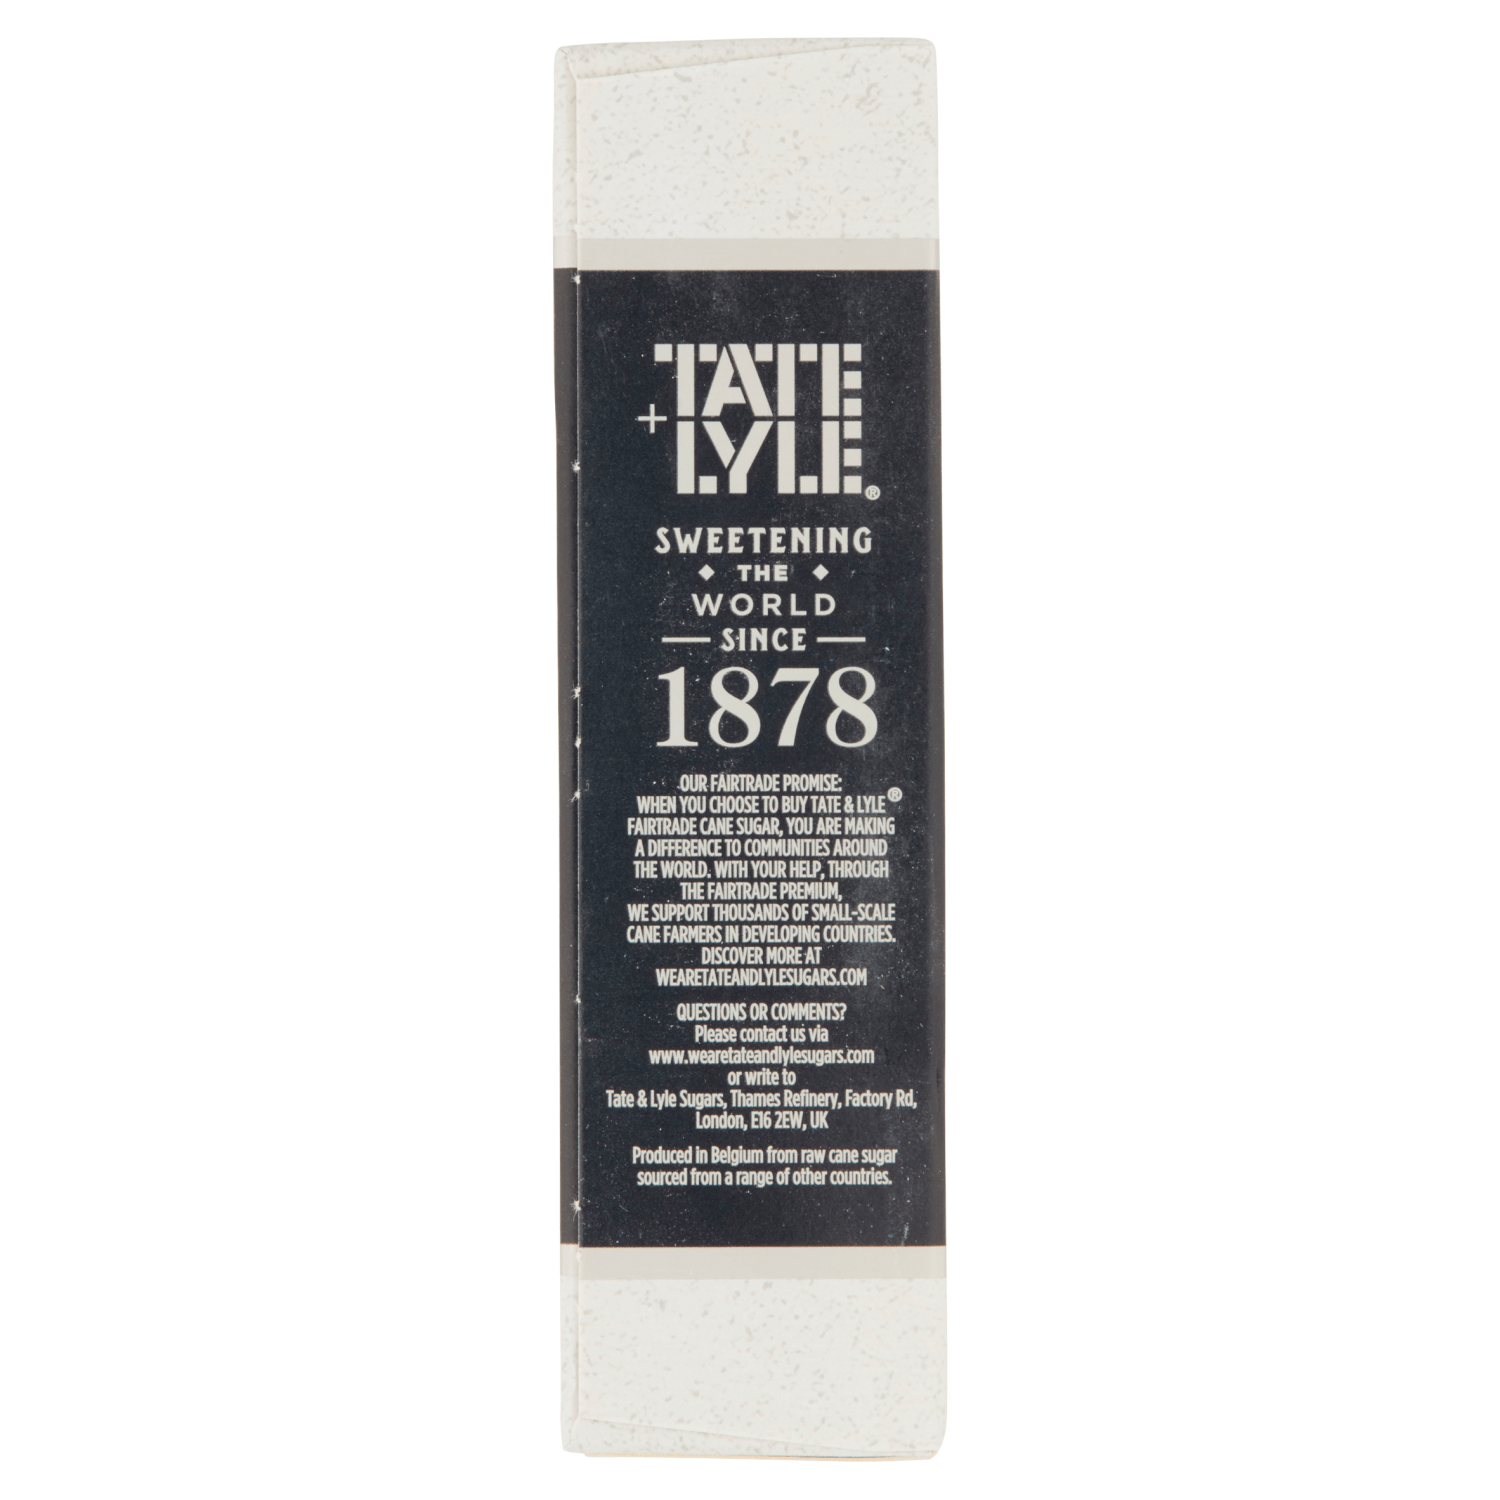 TATE
+ LYLE®
SWEETENING
◆ THE ◆
WORLD
SINCE
1878
OUR FAIRTRADE PROMISE:
WHEN YOU CHOOSE TO BUY TATE & LYLE®
FAIRTRADE CANE SUGAR, YOU ARE MAKING
A DIFFERENCE TO COMMUNITIES AROUND
THE WORLD. WITH YOUR HELP, THROUGH
THE FAIRTRADE PREMIUM,
WE SUPPORT THOUSANDS OF SMALL-SCALE
CANE FARMERS IN DEVELOPING COUNTRIES.
DISCOVER MORE AT
WEARETATEANDLYLESUGARS.COM
QUESTIONS OR COMMENTS?
Please contact us via
www.wearetateandlylesugars.com
or write to
Tate & Lyle Sugars, Thames Refinery, Factory Rd,
London, E16 2EW, UK
Produced in Belgium from raw cane sugar
sourced from a range of other countries.